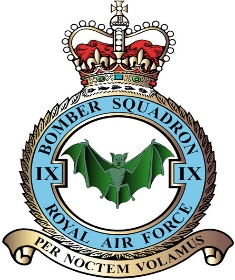 BOMBER SQUADRON
IX
IX
ROYAL AIR FORCE
PER NOCTEM VOLAMUS